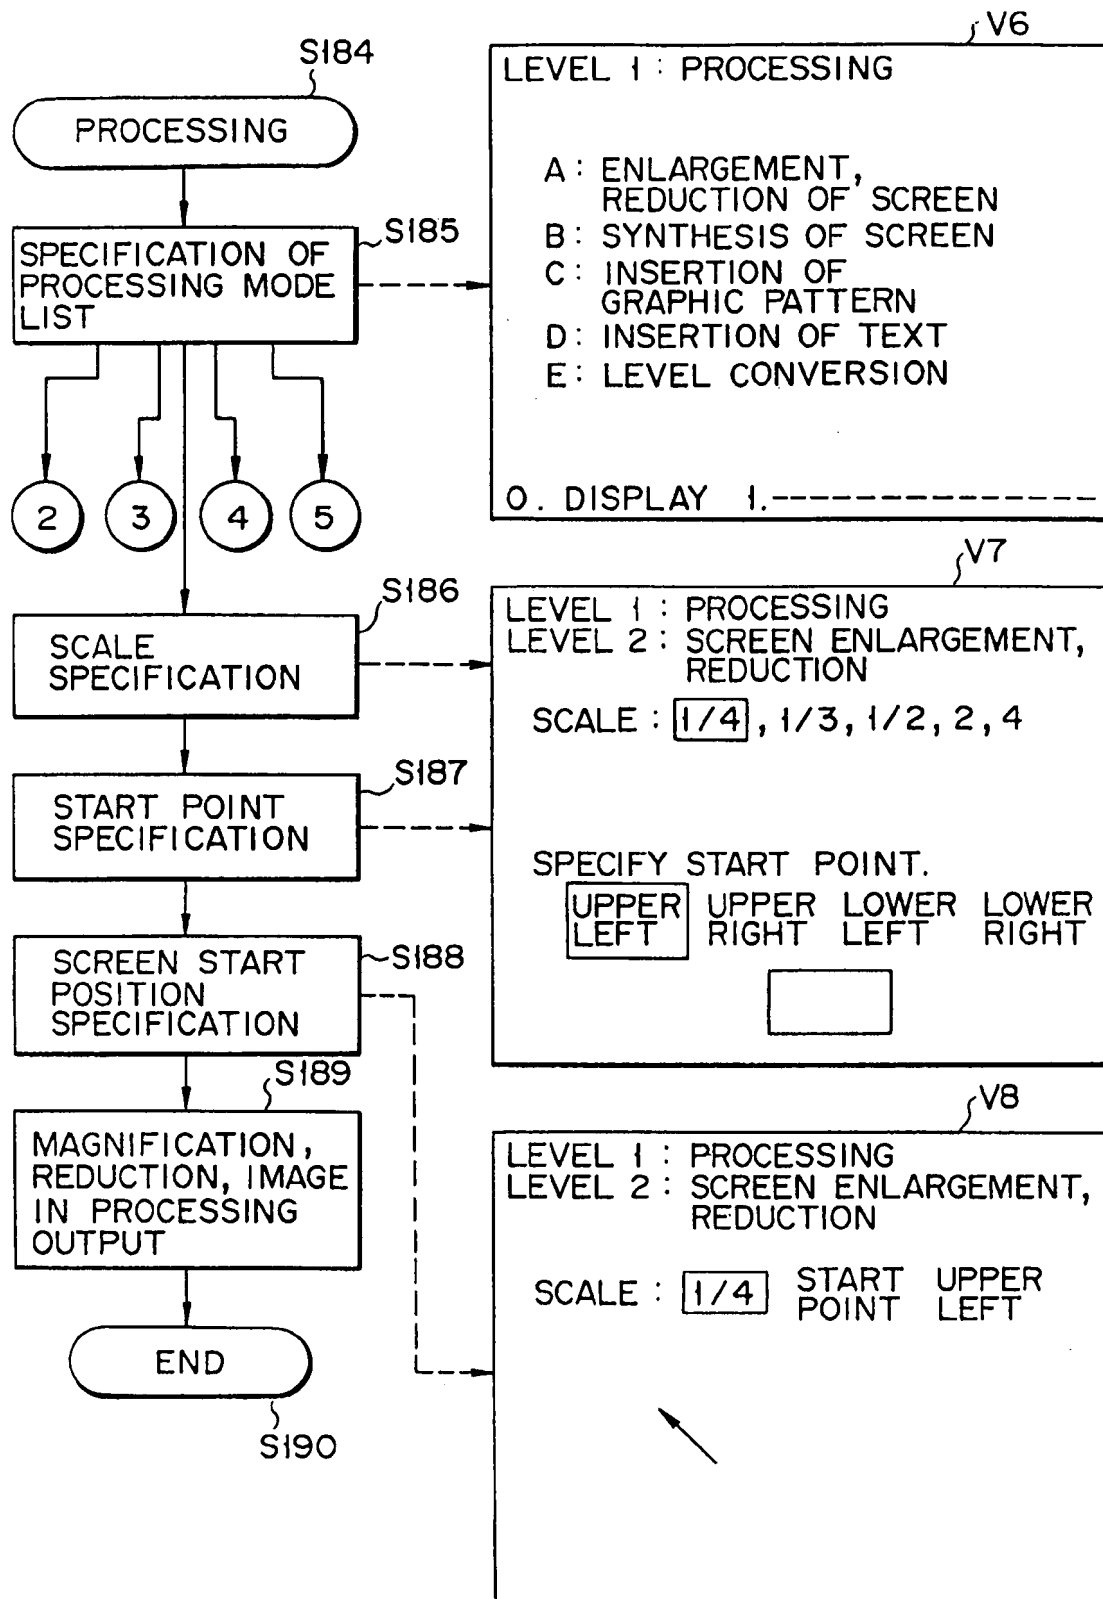 S184
PROCESSING
S185
SPECIFICATION OF
PROCESSING MODE
LIST
2 3 4 5
S186
SCALE
SPECIFICATION
S187
START POINT
SPECIFICATION
S188
SCREEN START
POSITION
SPECIFICATION
S189
MAGNIFICATION,
REDUCTION, IMAGE
IN PROCESSING
OUTPUT
END
S190
V6
LEVEL 1 : PROCESSING
A : ENLARGEMENT,
REDUCTION OF SCREEN
B : SYNTHESIS OF SCREEN
C : INSERTION OF
GRAPHIC PATTERN
D : INSERTION OF TEXT
E : LEVEL CONVERSION
0. DISPLAY 1.--------------
V7
LEVEL 1 : PROCESSING
LEVEL 2 : SCREEN ENLARGEMENT,
REDUCTION
SCALE : 1/4, 1/3, 1/2, 2, 4
SPECIFY START POINT.
UPPER UPPER LOWER LOWER
LEFT RIGHT LEFT RIGHT
V8
LEVEL 1 : PROCESSING
LEVEL 2 : SCREEN ENLARGEMENT,
REDUCTION
SCALE : 1/4 START UPPER
POINT LEFT